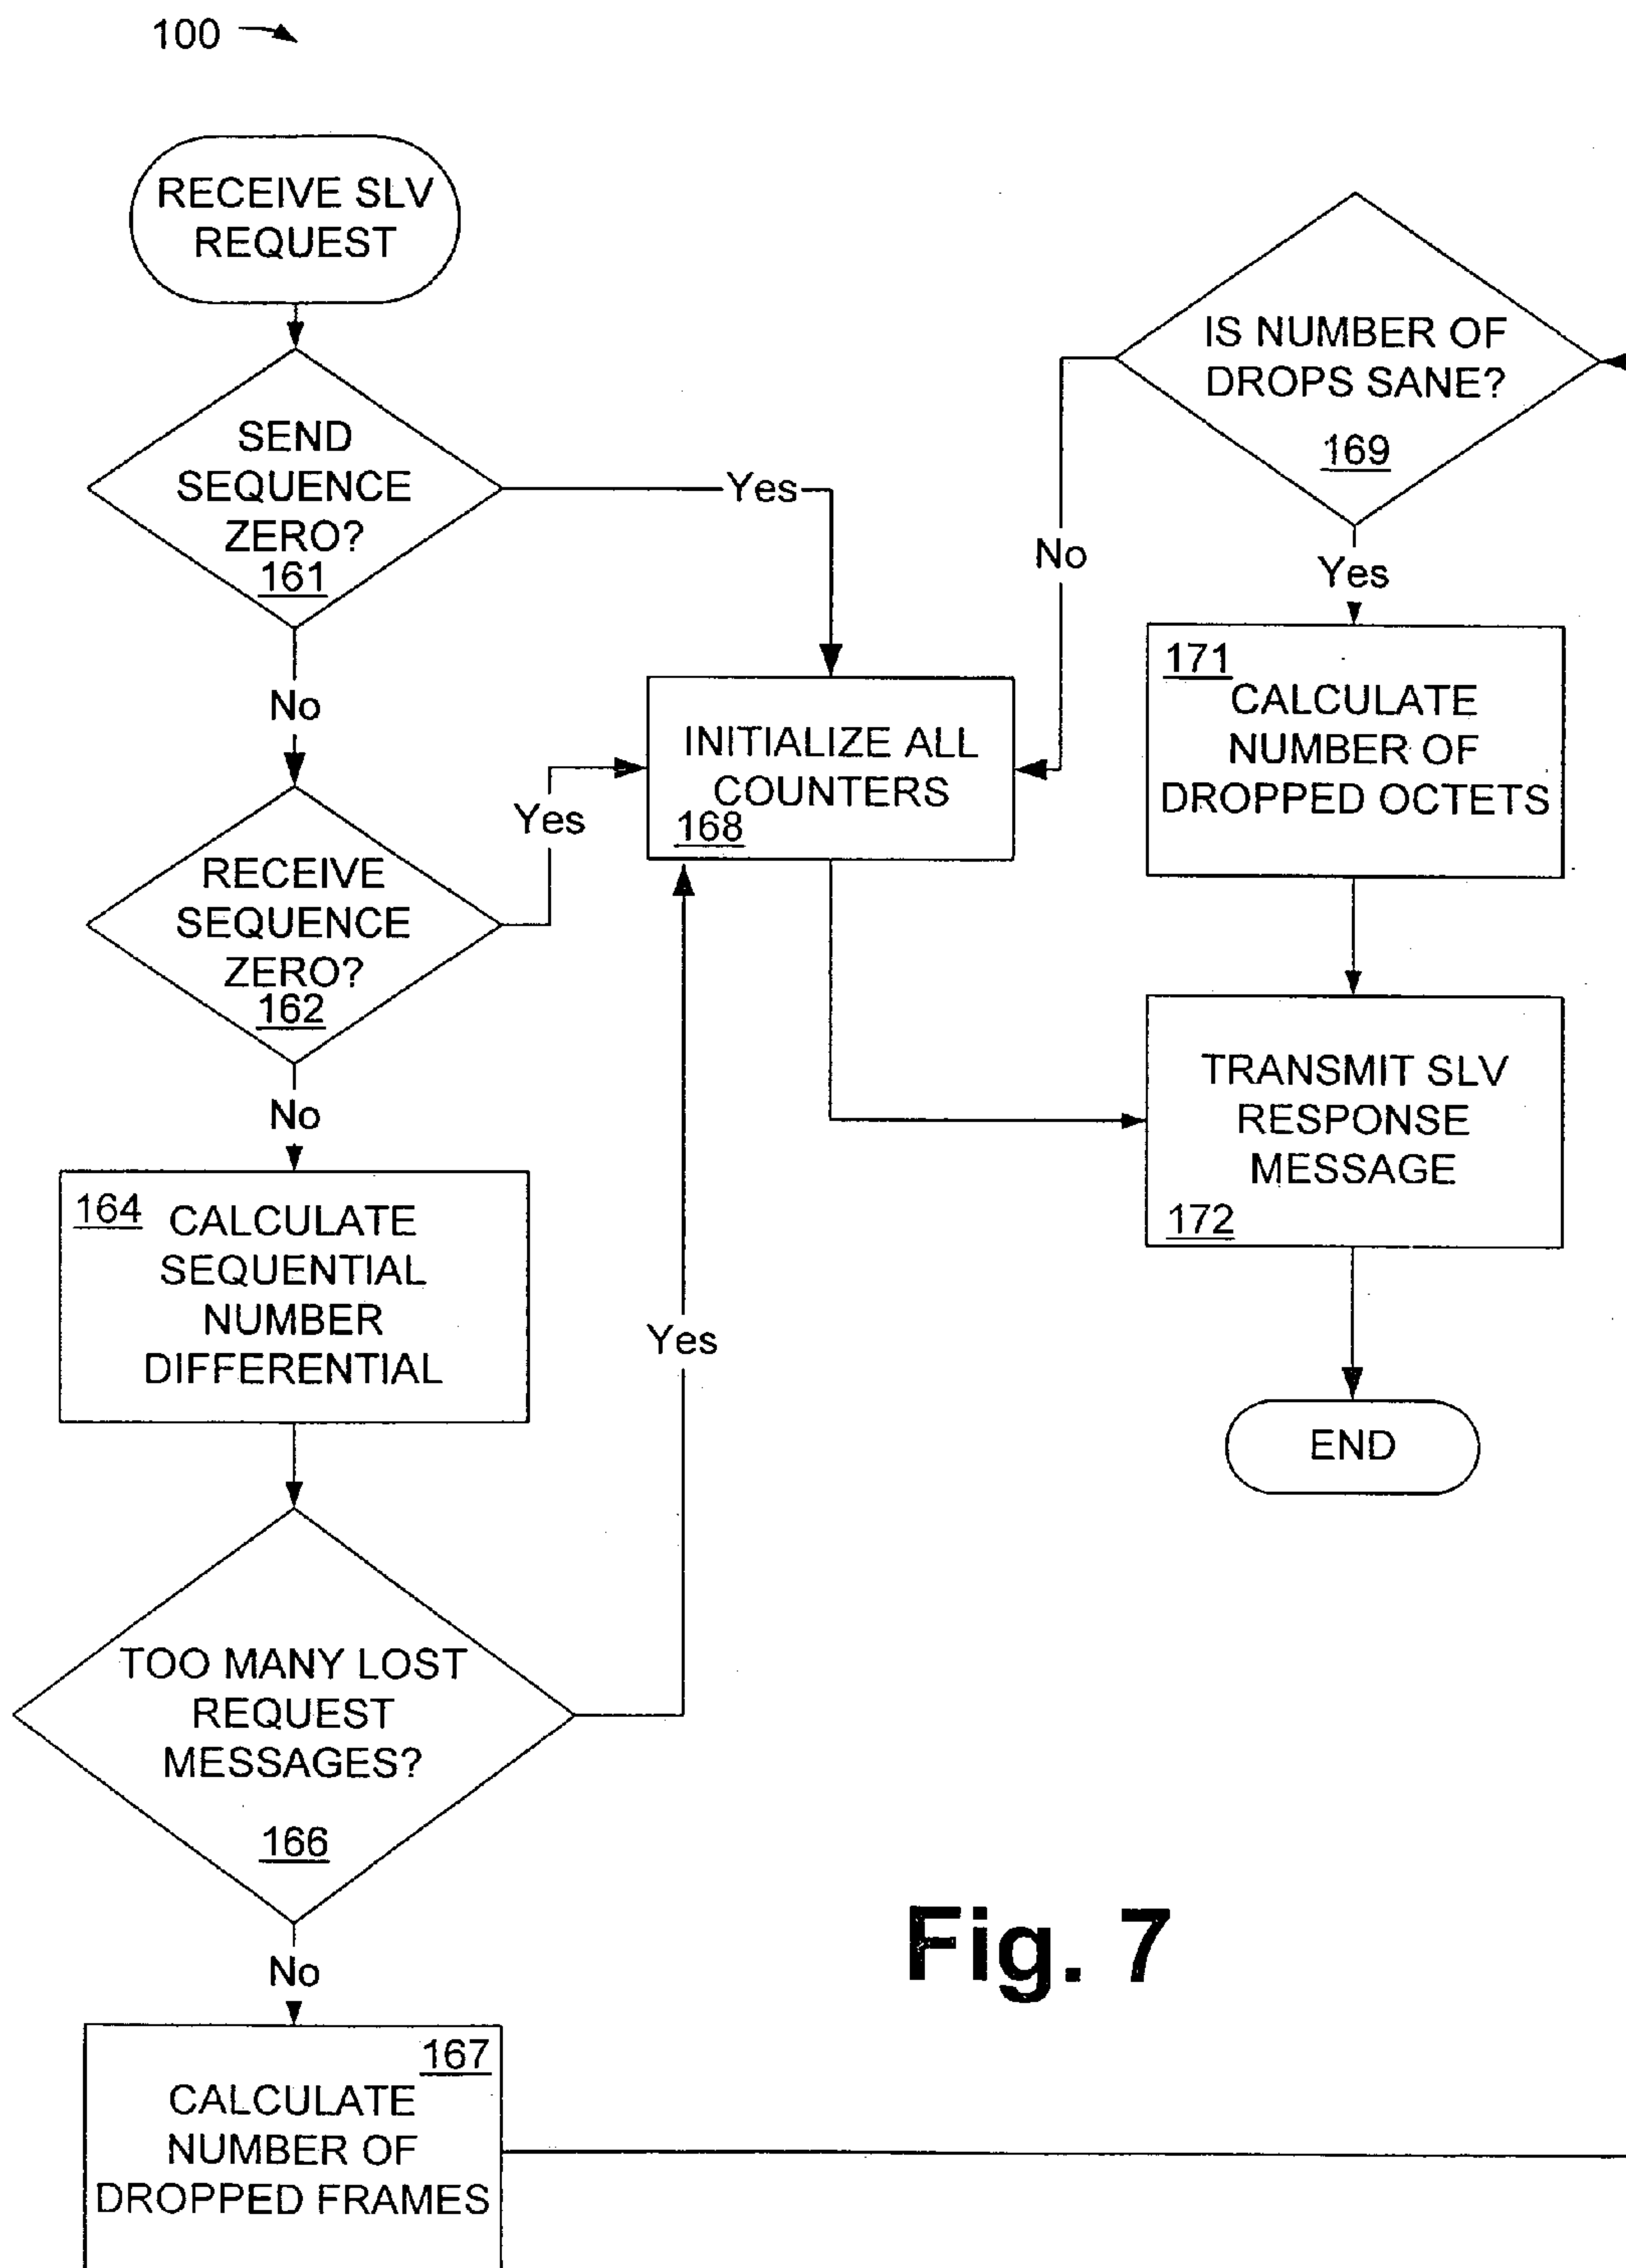 100
RECEIVE SLV
REQUEST
SEND
SEQUENCE
ZERO?
161
Yes
No
RECEIVE
SEQUENCE
ZERO?
162
Yes
No
164 CALCULATE
SEQUENTIAL
NUMBER
DIFFERENTIAL
TOO MANY LOST
REQUEST
MESSAGES?
166
Yes
No
167
CALCULATE
NUMBER OF
DROPPED FRAMES
INITIALIZE ALL
COUNTERS
168
IS NUMBER OF
DROPS SANE?
169
No
Yes
171
CALCULATE
NUMBER OF
DROPPED OCTETS
TRANSMIT SLV
RESPONSE
MESSAGE
172
END
Fig. 7